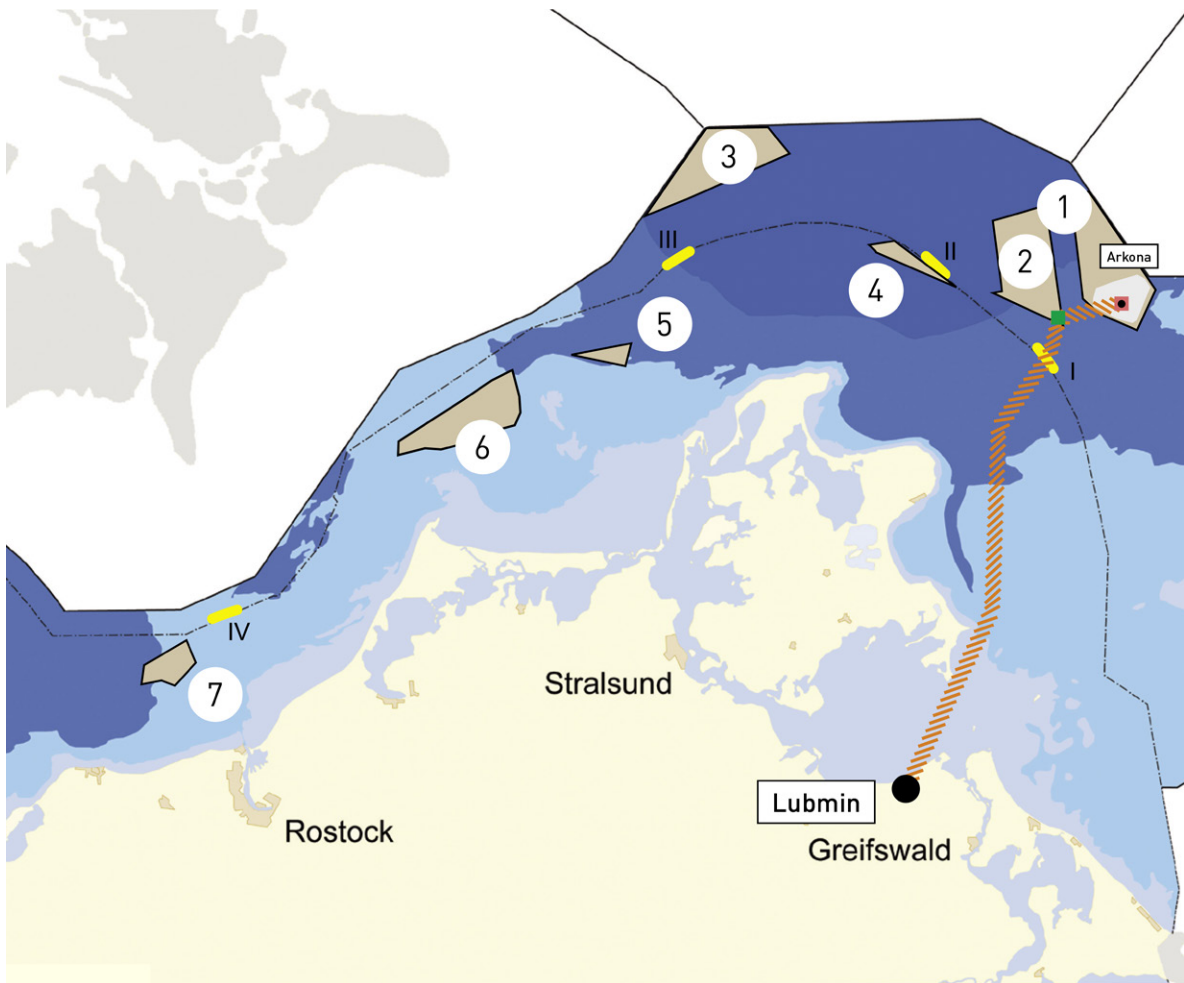 3
1
III
II
2
Arkona
4
5
I
6
IV
7
Stralsund
Lubmin
Rostock
Greifswald